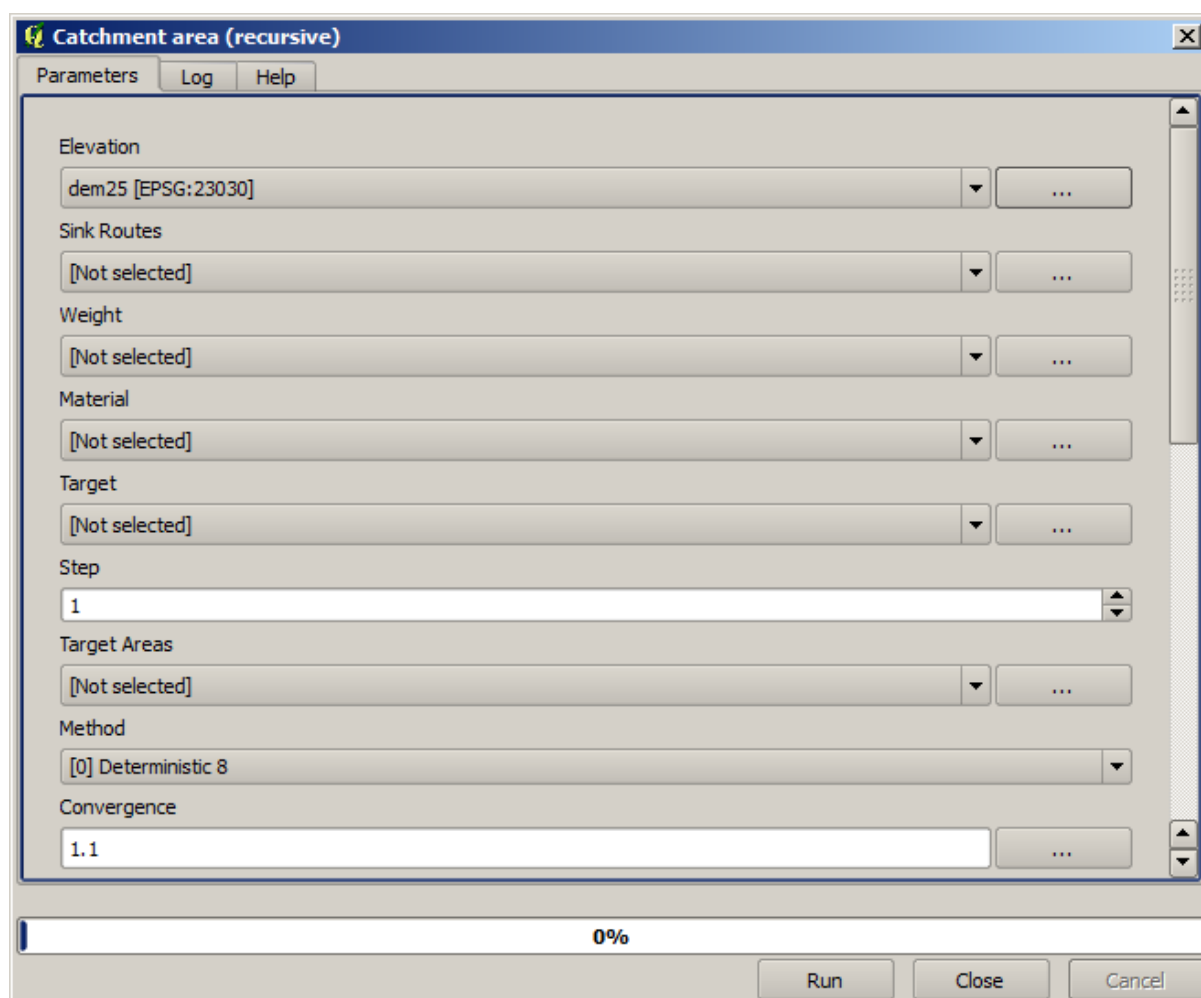 Catchment area (recursive)
Parameters Log Help
Elevation
dem25 [EPSG:23030] ...
Sink Routes
[Not selected] ...
Weight
[Not selected] ...
Material
[Not selected] ...
Target
[Not selected] ...
Step
1
Target Areas
[Not selected] ...
Method
[0] Deterministic 8
Convergence
1.1 ...
0%
Run Close Cancel